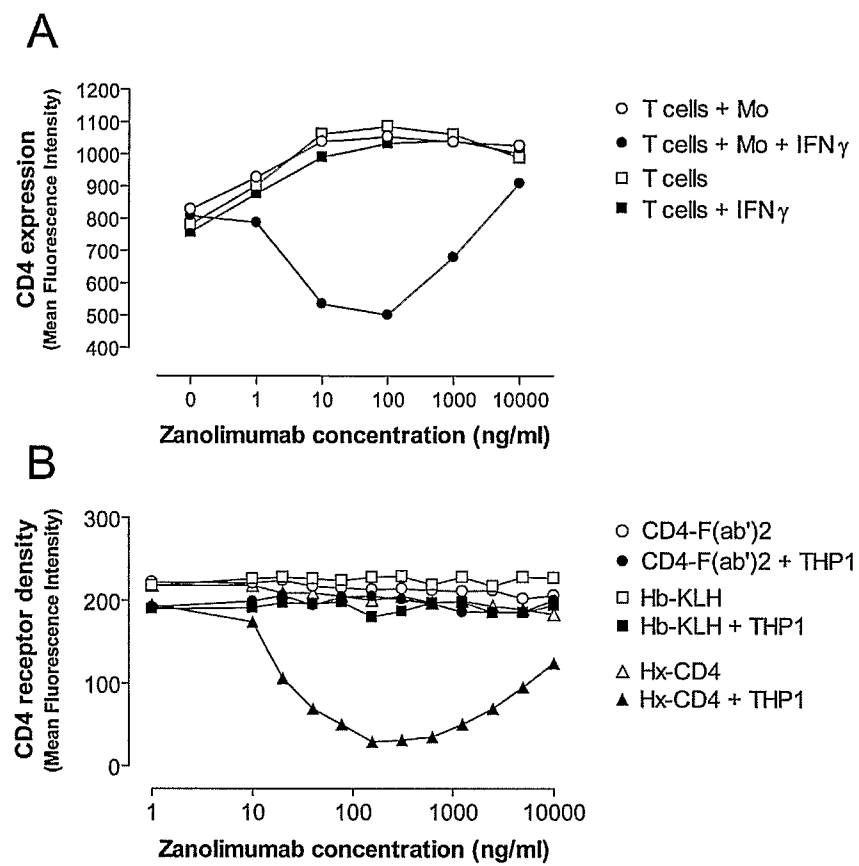 A
CD4 expression
(Mean Fluorescence Intensity)
1200
1100
1000
900
800
700
600
500
400
0 1 10 100 1000 10000
Zanolimumab concentration (ng/ml)
T cells + Mo
T cells + Mo + IFNγ
T cells
T cells + IFNγ
B
CD4 receptor density
(Mean Fluorescence Intensity)
300
200
100
0
1 10 100 1000 10000
Zanolimumab concentration (ng/ml)
CD4-F(ab')2
CD4-F(ab')2 + THP1
Hb-KLH
Hb-KLH + THP1
Hx-CD4
Hx-CD4 + THP1